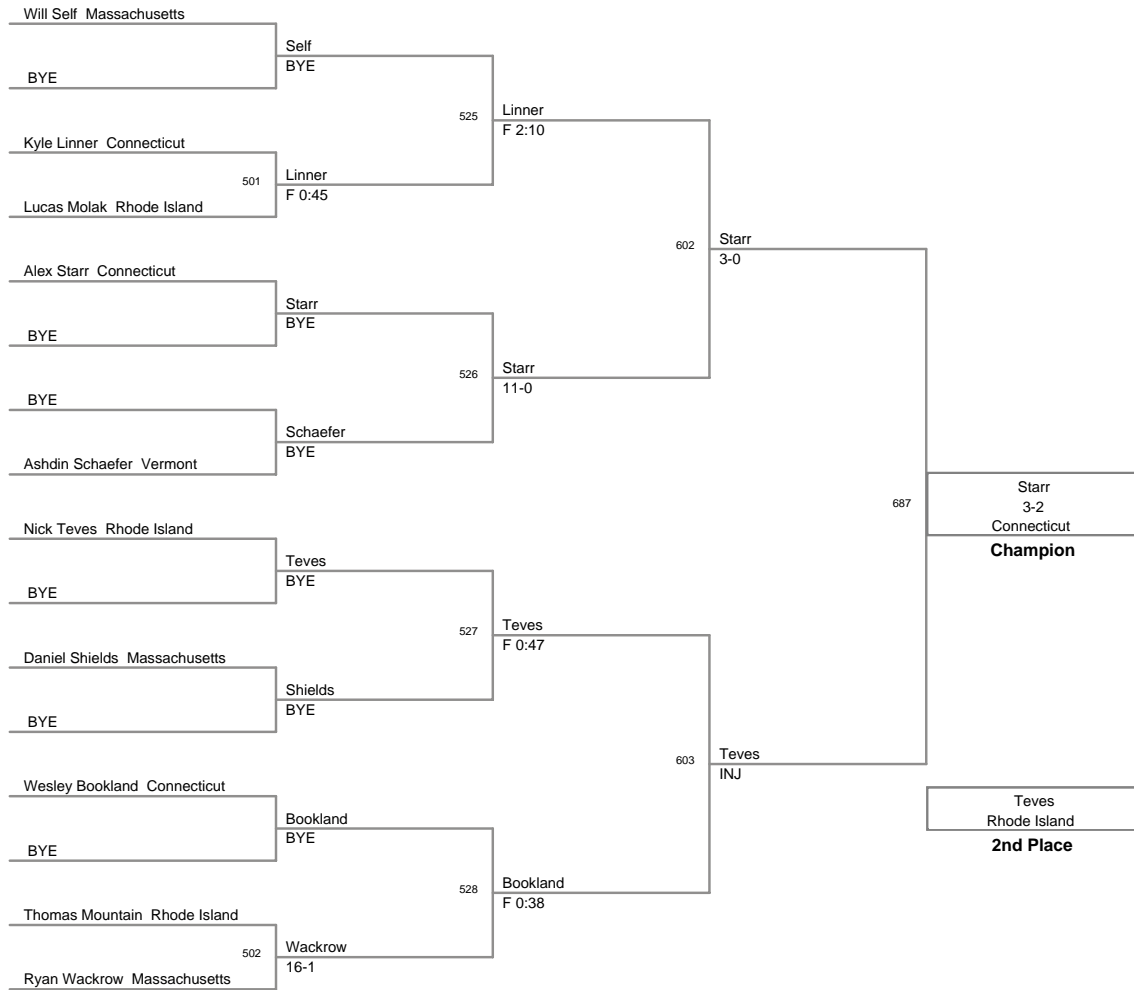 Will Self  Massachusetts
Self
BYE
BYE
525
Linner
F 2:10
Kyle Linner  Connecticut
501
Linner
F 0:45
Lucas Molak  Rhode Island
602
Starr
3-0
Alex Starr  Connecticut
Starr
BYE
BYE
526
Starr
11-0
BYE
Schaefer
BYE
Ashdin Schaefer  Vermont
687
Starr
3-2
Connecticut
Champion
Nick Teves  Rhode Island
Teves
BYE
BYE
527
Teves
F 0:47
Daniel Shields  Massachusetts
Shields
BYE
BYE
603
Teves
INJ
Wesley Bookland  Connecticut
Bookland
BYE
BYE
Teves
Rhode Island
2nd Place
528
Bookland
F 0:38
Thomas Mountain  Rhode Island
502
Wackrow
16-1
Ryan Wackrow  Massachusetts